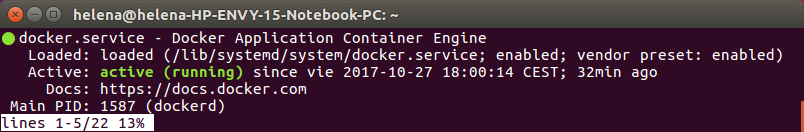 helena@helena-HP-ENVY-15-Notebook-PC: ~
docker.service - Docker Application Container Engine
Loaded: loaded (/lib/systemd/system/docker.service; enabled; vendor preset: enabled)
Active: active (running) since vie 2017-10-27 18:00:14 CEST; 32min ago
Docs: https://docs.docker.com
Main PID: 1587 (dockerd)
lines 1-5/22 13%